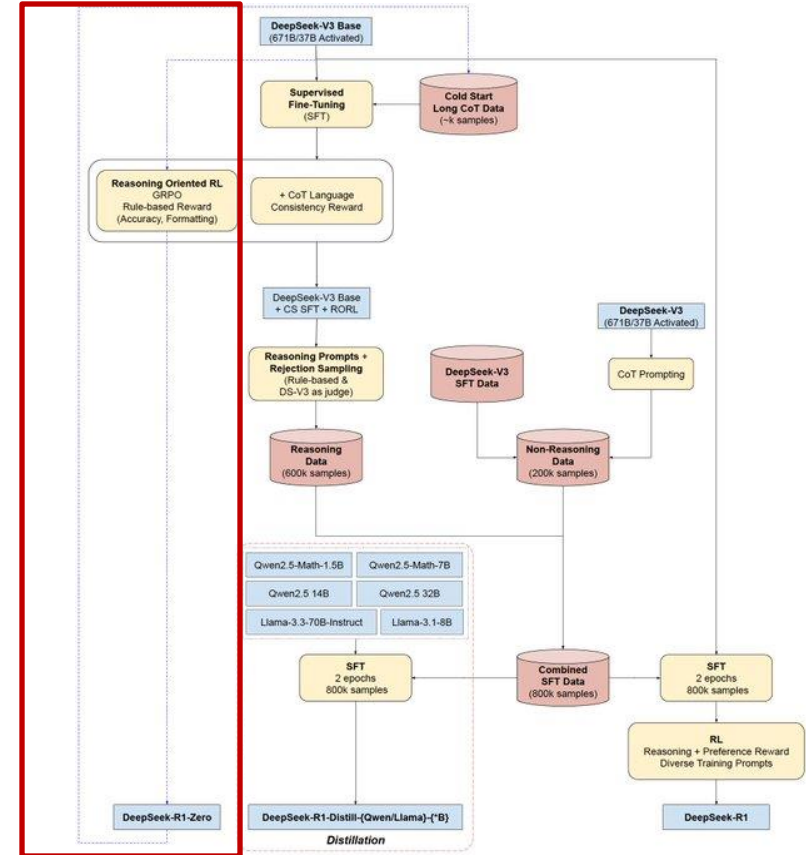 DeepSeek-V3 Base
(671B/37B Activated)
Supervised
Fine-Tuning
(SFT)
Cold Start
Long CoT Data
(~k samples)
Reasoning Oriented RL
GRPO
Rule-based Reward
(Accuracy, Formatting)
+ CoT Language
Consistency Reward
DeepSeek-V3 Base
+ CS SFT + RORL
DeepSeek-V3
(671B/37B Activated)
Reasoning Prompts +
Rejection Sampling
(Rule-based &
DS-V3 as judge)
DeepSeek-V3
SFT Data
CoT Prompting
Reasoning
Data
(600k samples)
Non-Reasoning
Data
(200k samples)
Qwen2.5-Math-1.5B
Qwen2.5-Math-7B
Qwen2.5 14B
Qwen2.5 32B
Llama-3.3-70B-Instruct
Llama-3.1-8B
SFT
2 epochs
800k samples
Combined
SFT Data
(800k samples)
SFT
2 epochs
800k samples
RL
Reasoning + Preference Reward
Diverse Training Prompts
DeepSeek-R1-Zero
DeepSeek-R1-Distill-{Qwen/Llama}-{*B}
DeepSeek-R1
Distillation